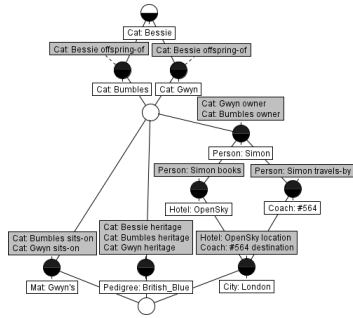 Cat: Bessie
Cat: Bessie offspring-of
Cat: Bessie offspring-of
Cat: Bumbles
Cat: Gwyn
Cat: Gwyn owner
Cat: Bumbles owner
Person: Simon
Person: Simon books
Person: Simon travels-by
Hotel: OpenSky
Coach: #564
Cat: Bumbles sits-on
Cat: Gwyn sits-on
Cat: Bessie heritage
Cat: Bumbles heritage
Cat: Gwyn heritage
Hotel: OpenSky location
Coach: #564 destination
Mat: Gwyn's
Pedigree: British_Blue
City: London